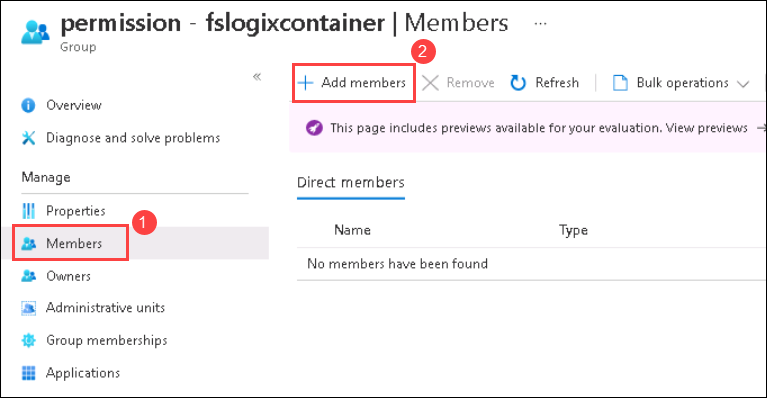 permission - fslogixcontainer | Members ...
Group
2
«
+ Add members Remove Refresh Bulk operations
Overview
Diagnose and solve problems
This page includes previews available for your evaluation. View previews →
Manage
Direct members
Properties
1
Members
Name Type
No members have been found
Owners
Administrative units
Group memberships
Applications